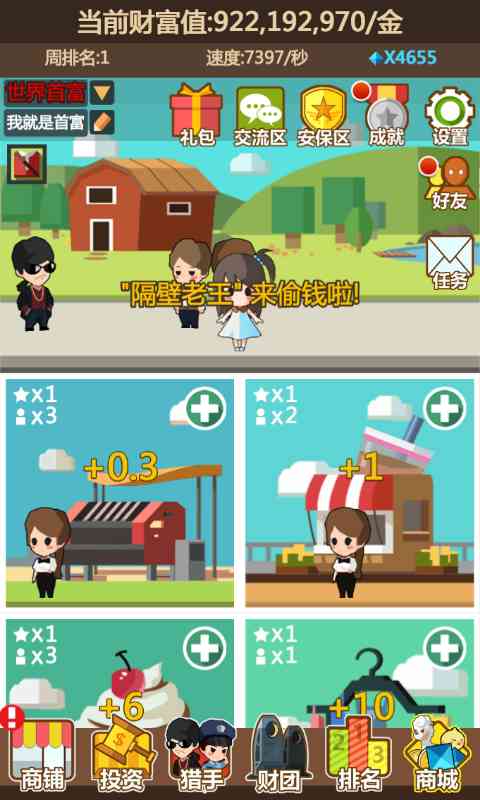 当前财富值:922,192,970/金
周排名:1 速度:7397/秒 X4655
世界首富
我就是首富
礼包 交流区 安保区 成就 设置
好友
任务
"隔壁老王"来偷钱啦!
x1 x1
x3 x2
+0.3 +1
x1 x1
x3 x1
+6 +10
商铺 投资 猎手 财团 排名 商城
2 1 3